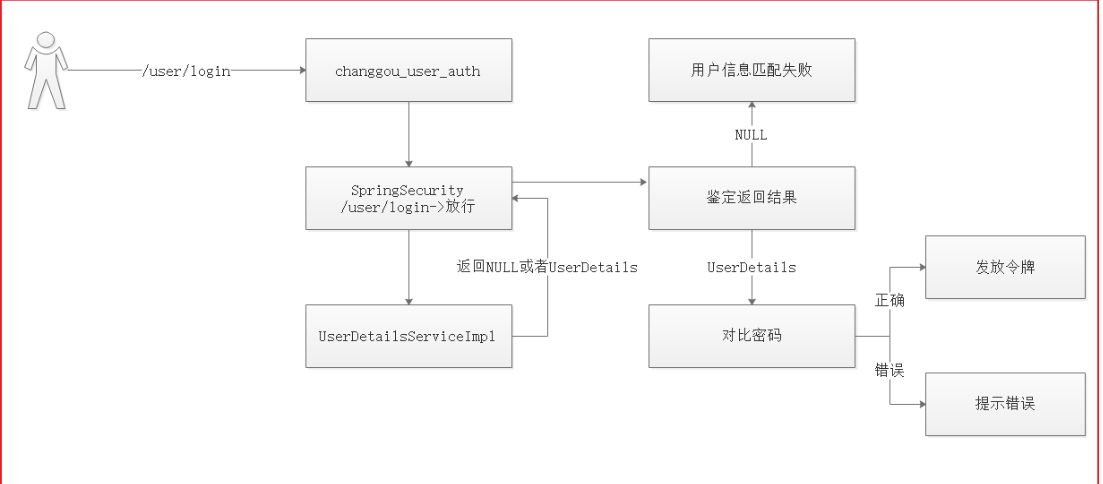 /user/login
changgou_user_auth
用户信息匹配失败
NULL
SpringSecurity
/user/login->放行
鉴定返回结果
返回NULL或者UserDetails
UserDetails
发放令牌
正确
UserDetailsServiceImpl
对比密码
错误
提示错误